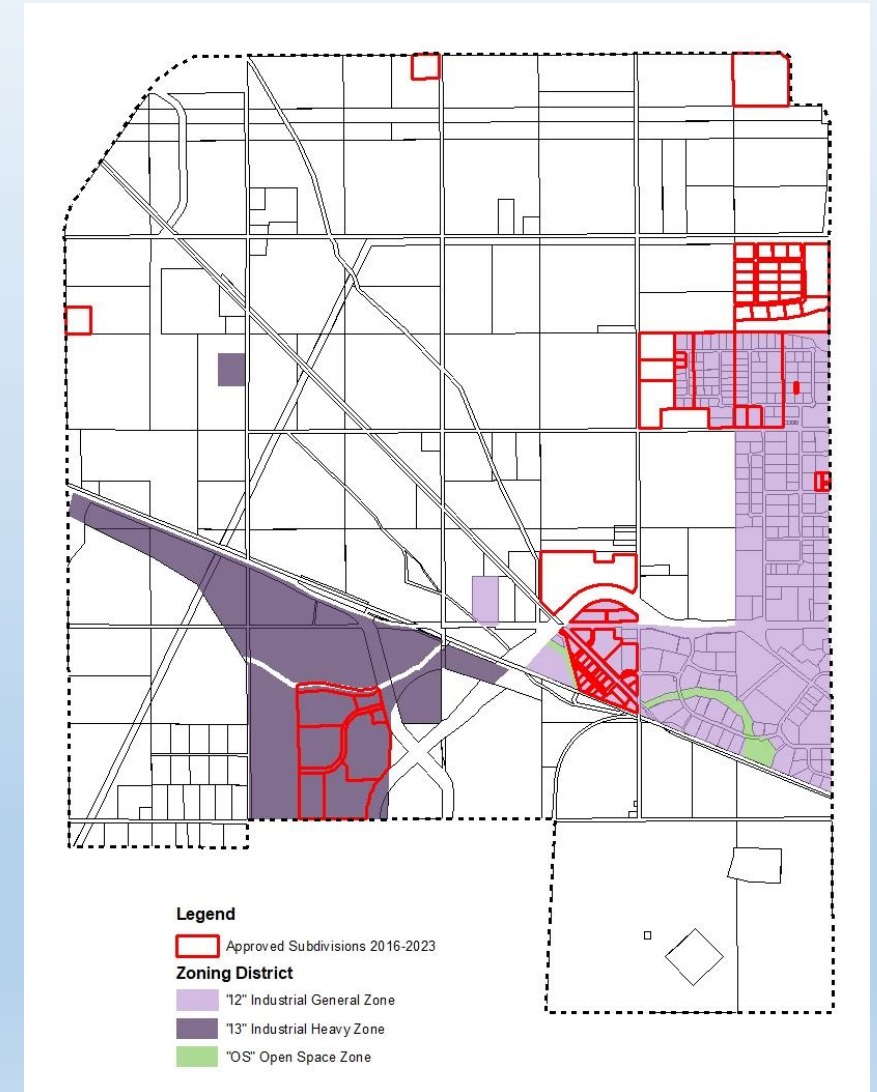 Legend
Approved Subdivisions 2016-2023
Zoning District
"I2" Industrial General Zone
"I3" Industrial Heavy Zone
"OS" Open Space Zone